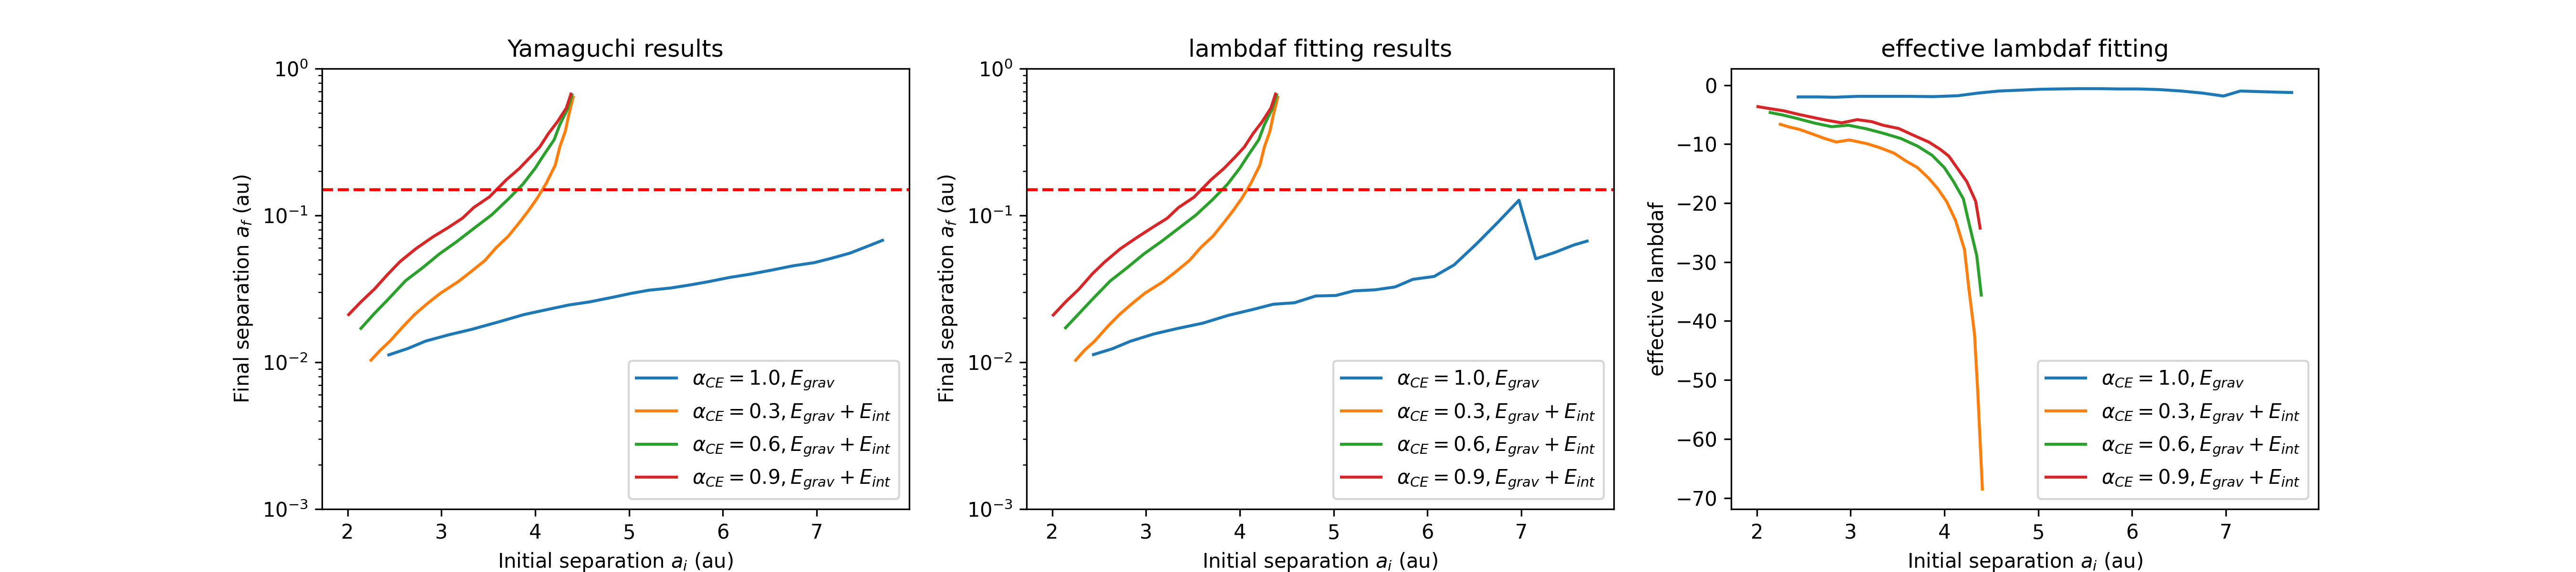 Yamaguchi results
10⁰
10⁻¹
10⁻²
10⁻³
Final separation a_f (au)
2 3 4 5 6 7
Initial separation a_i (au)
α_CE = 1.0, E_grav
α_CE = 0.3, E_grav + E_int
α_CE = 0.6, E_grav + E_int
α_CE = 0.9, E_grav + E_int
lambdaf fitting results
10⁰
10⁻¹
10⁻²
10⁻³
Final separation a_f (au)
2 3 4 5 6 7
Initial separation a_i (au)
α_CE = 1.0, E_grav
α_CE = 0.3, E_grav + E_int
α_CE = 0.6, E_grav + E_int
α_CE = 0.9, E_grav + E_int
effective lambdaf fitting
0
−10
−20
−30
−40
−50
−60
−70
effective lambdaf
2 3 4 5 6 7
Initial separation a_i (au)
α_CE = 1.0, E_grav
α_CE = 0.3, E_grav + E_int
α_CE = 0.6, E_grav + E_int
α_CE = 0.9, E_grav + E_int